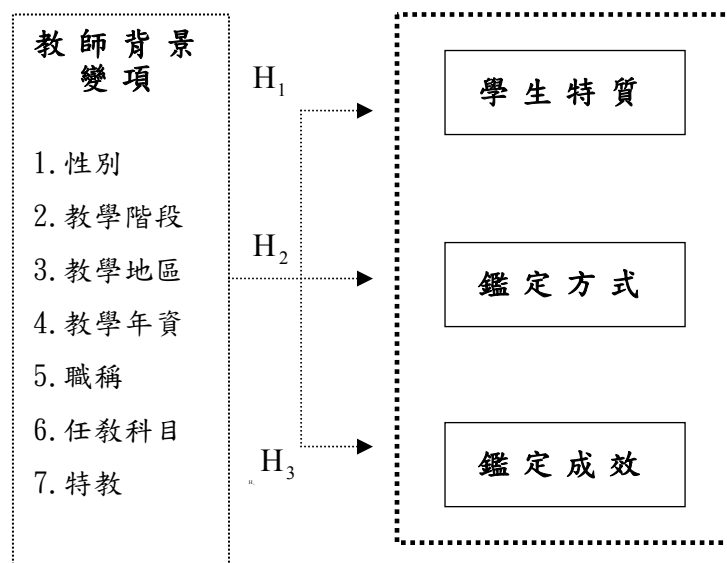 教師背景
變項
1.性別
2.教學階段
3.教學地區
4.教學年資
5.職稱
6.任教科目
7.特教
H1
H2
H3
H.
學生特質
鑑定方式
鑑定成效